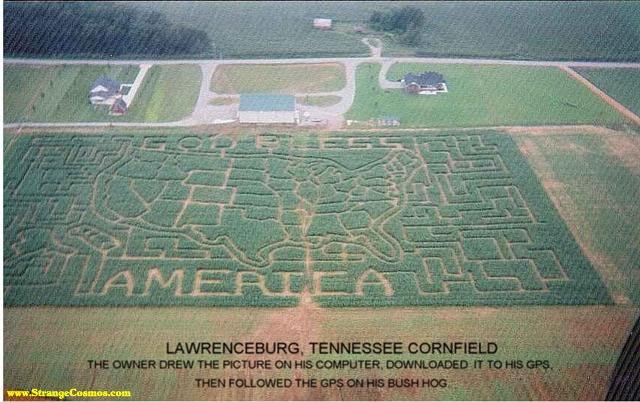 GOD BLESS
AMERICA
LAWRENCEBURG, TENNESSEE CORNFIELD
THE OWNER DREW THE PICTURE ON HIS COMPUTER, DOWNLOADED IT TO HIS GPS,
THEN FOLLOWED THE GPS ON HIS BUSH HOG
www.StrangeCosmos.com